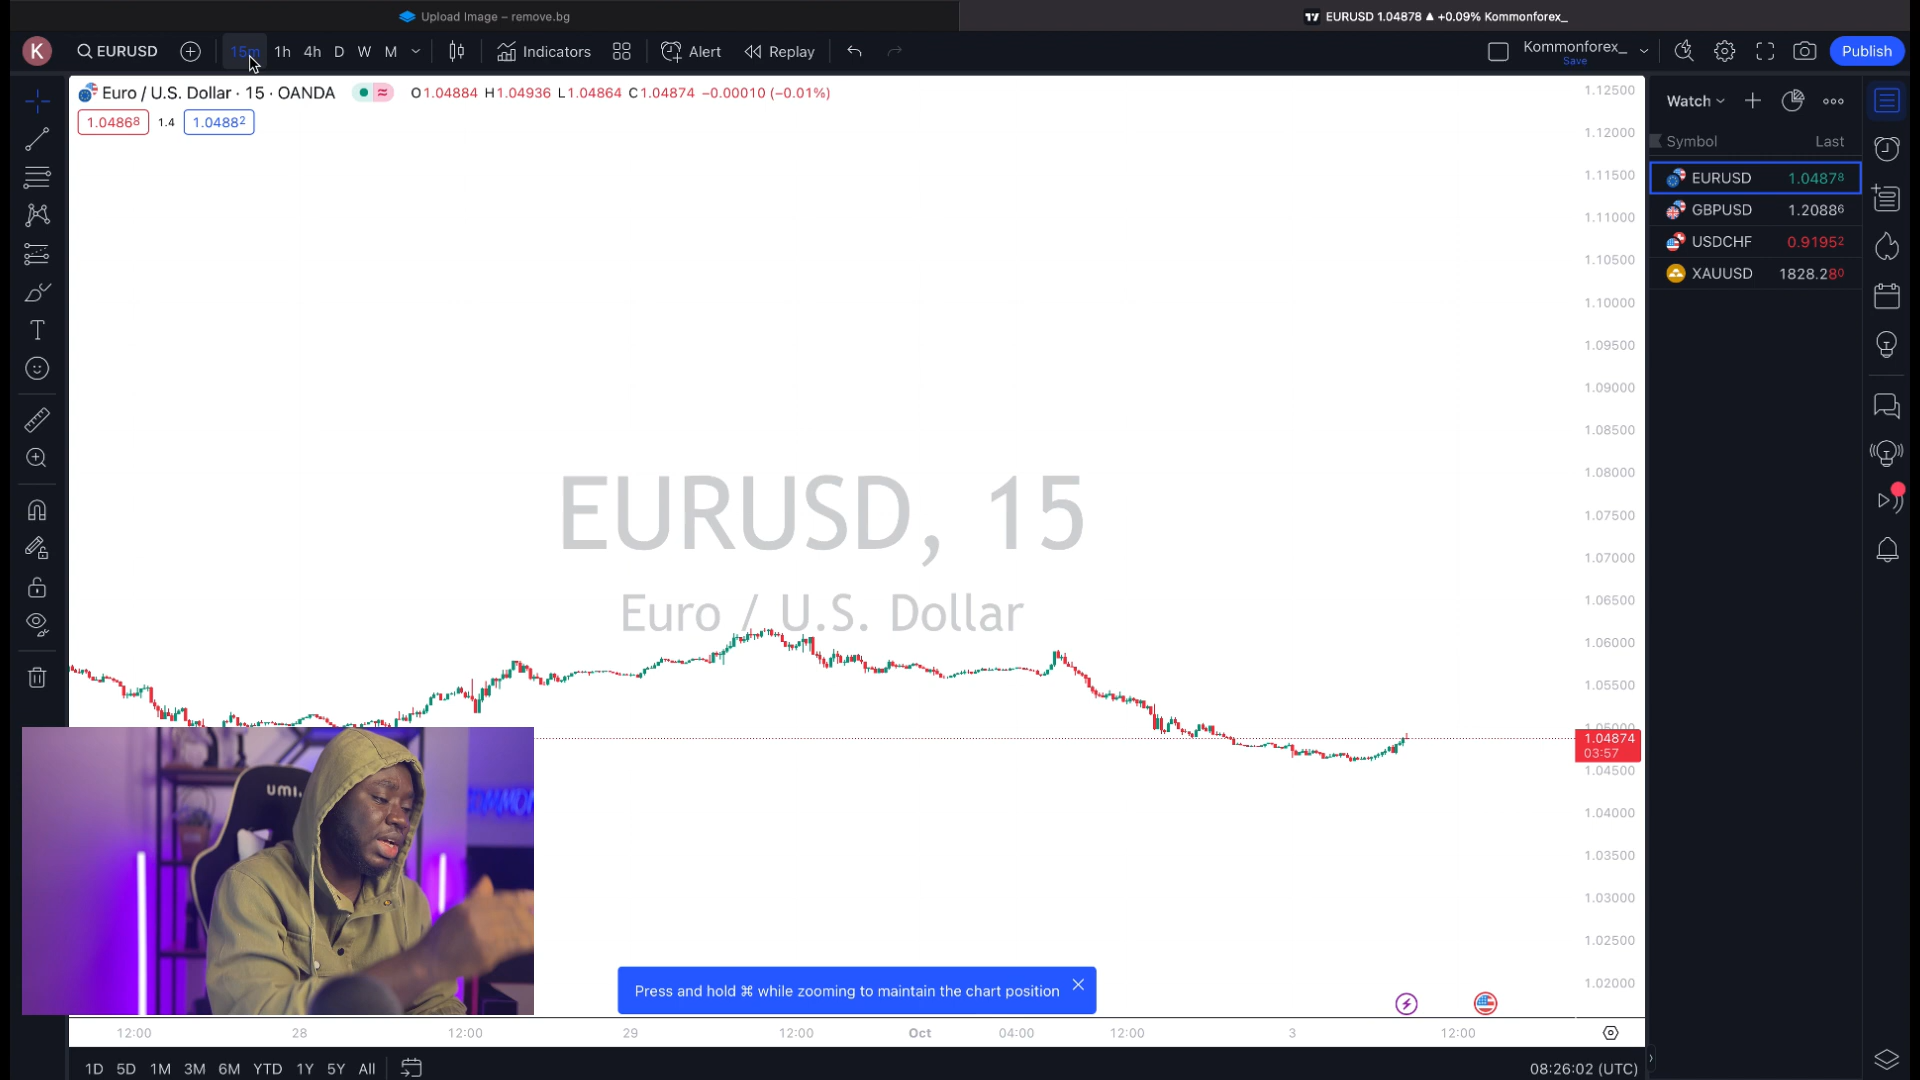 Upload Image – remove.bg
EURUSD 1.04878 ▲ +0.09% Kommonforex_
K
EURUSD
15m 1h 4h D W M
Indicators
Alert
Replay
Kommonforex_
Save
Publish
Euro / U.S. Dollar · 15 · OANDA
O1.04884 H1.04936 L1.04864 C1.04874 −0.00010 (−0.01%)
1.04868 1.4 1.04882
Watch
Symbol Last
EURUSD 1.04878
GBPUSD 1.20886
USDCHF 0.91952
XAUUSD 1828.280
1.12500
1.12000
1.11500
1.11000
1.10500
1.10000
1.09500
1.09000
1.08500
1.08000
1.07500
1.07000
1.06500
1.06000
1.05500
1.05000
1.04874
03:57
1.04500
1.04000
1.03500
1.03000
1.02500
1.02000
EURUSD, 15
Euro / U.S. Dollar
umi.
Press and hold ⌘ while zooming to maintain the chart position
12:00 28 12:00 29 12:00 Oct 04:00 12:00 3 12:00
1D 5D 1M 3M 6M YTD 1Y 5Y All
08:26:02 (UTC)